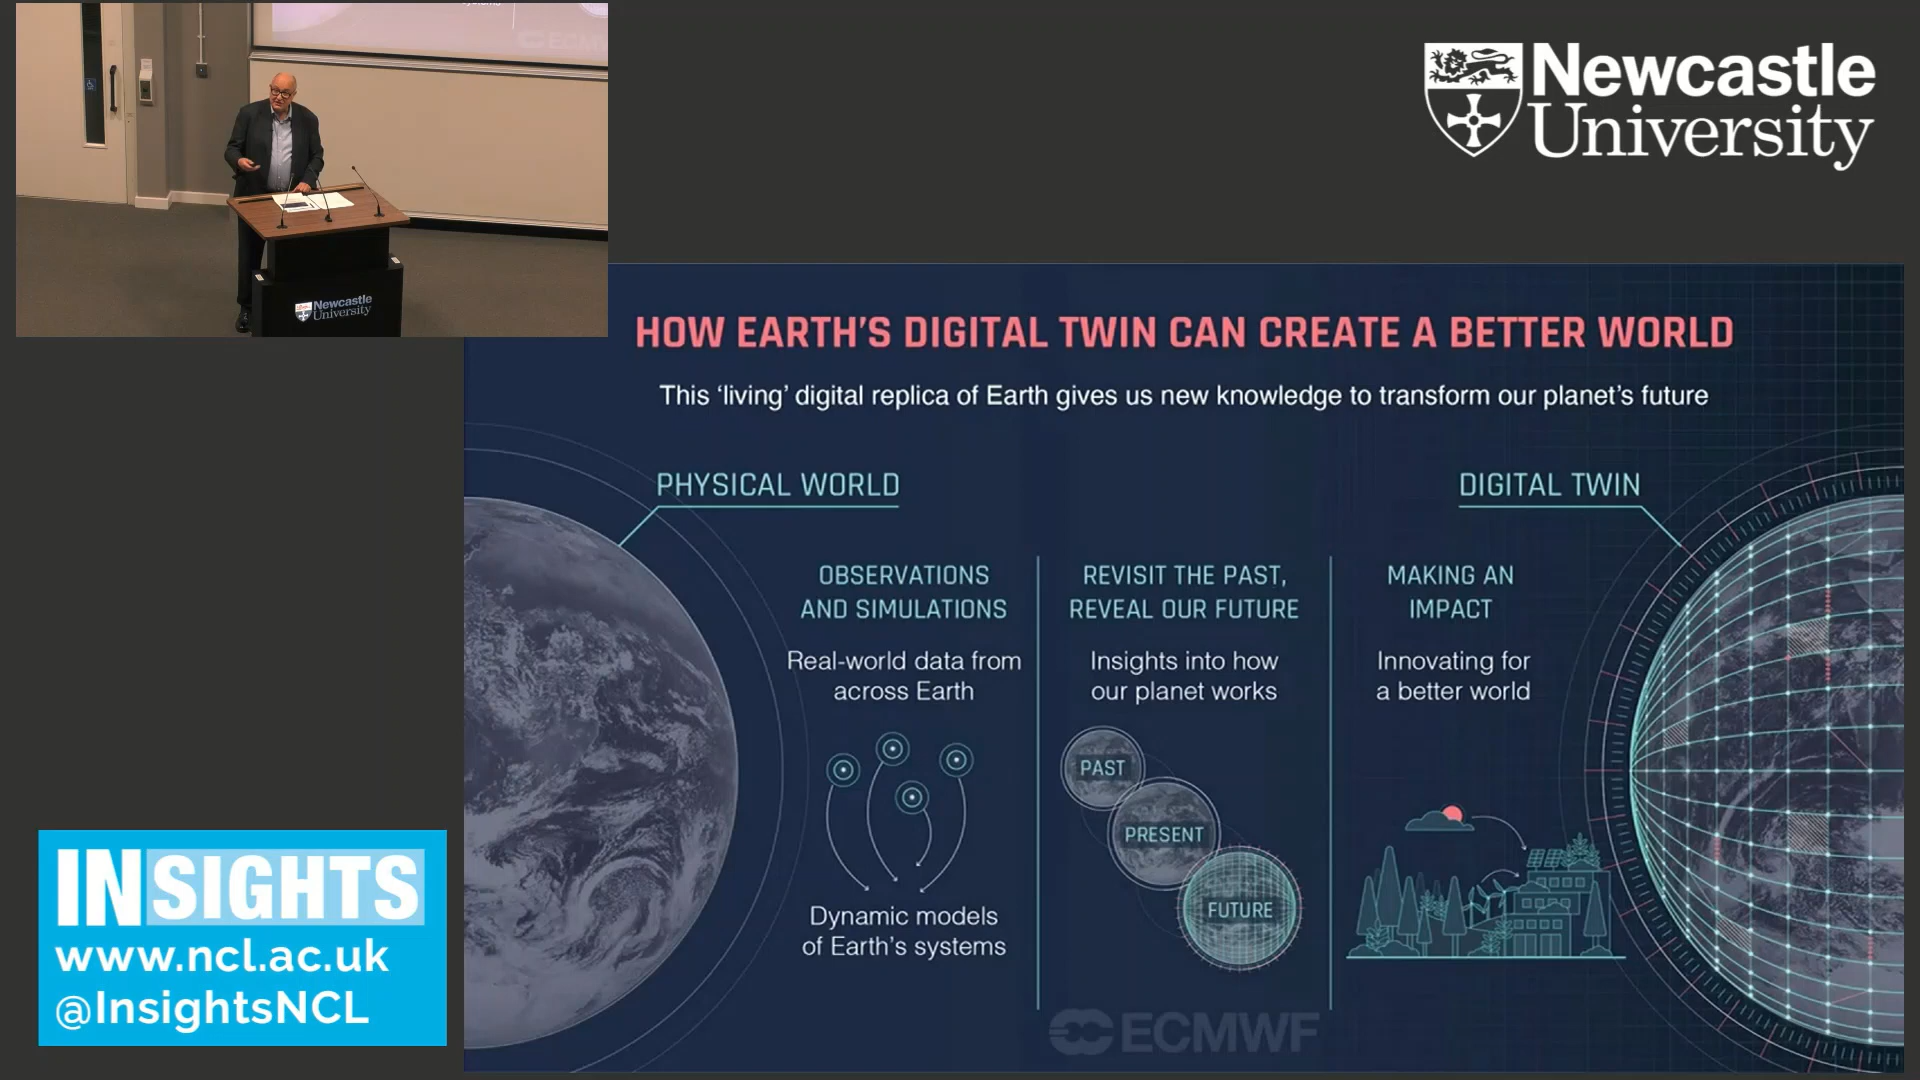 Newcastle
University
Newcastle
University
HOW EARTH'S DIGITAL TWIN CAN CREATE A BETTER WORLD
This ‘living’ digital replica of Earth gives us new knowledge to transform our planet’s future
PHYSICAL WORLD
DIGITAL TWIN
OBSERVATIONS
AND SIMULATIONS
Real-world data from
across Earth
Dynamic models
of Earth’s systems
REVISIT THE PAST,
REVEAL OUR FUTURE
Insights into how
our planet works
PAST
PRESENT
FUTURE
MAKING AN
IMPACT
Innovating for
a better world
ECMWF
INSIGHTS
www.ncl.ac.uk
@InsightsNCL